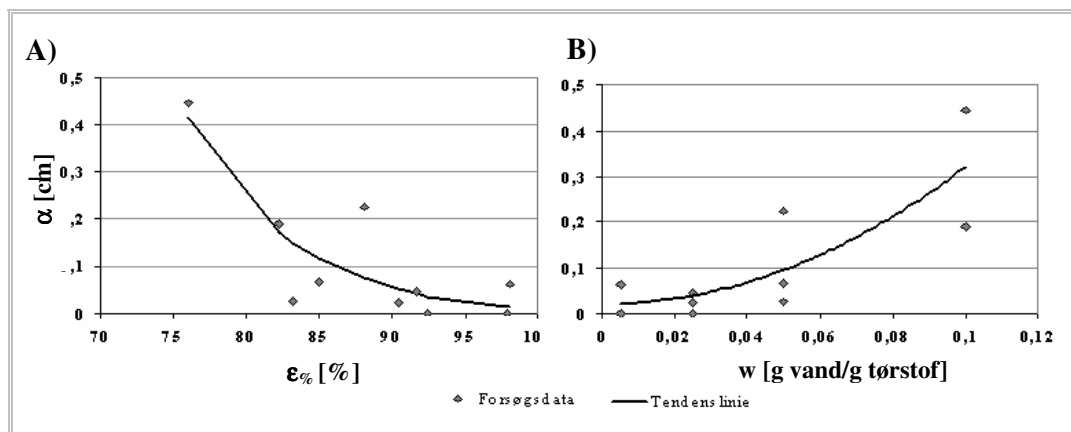 A)
0,5
0,4
0,3
,2
,1
0
70 75 80 85 90 95 10
α [cm]
ε% [%]
B)
0,5
0,4
0,3
0,2
0,1
0
0 0,02 0,04 0,06 0,08 0,1 0,12
w [g vand/g tørstof]
Forsøgsdata
Tendenslinie